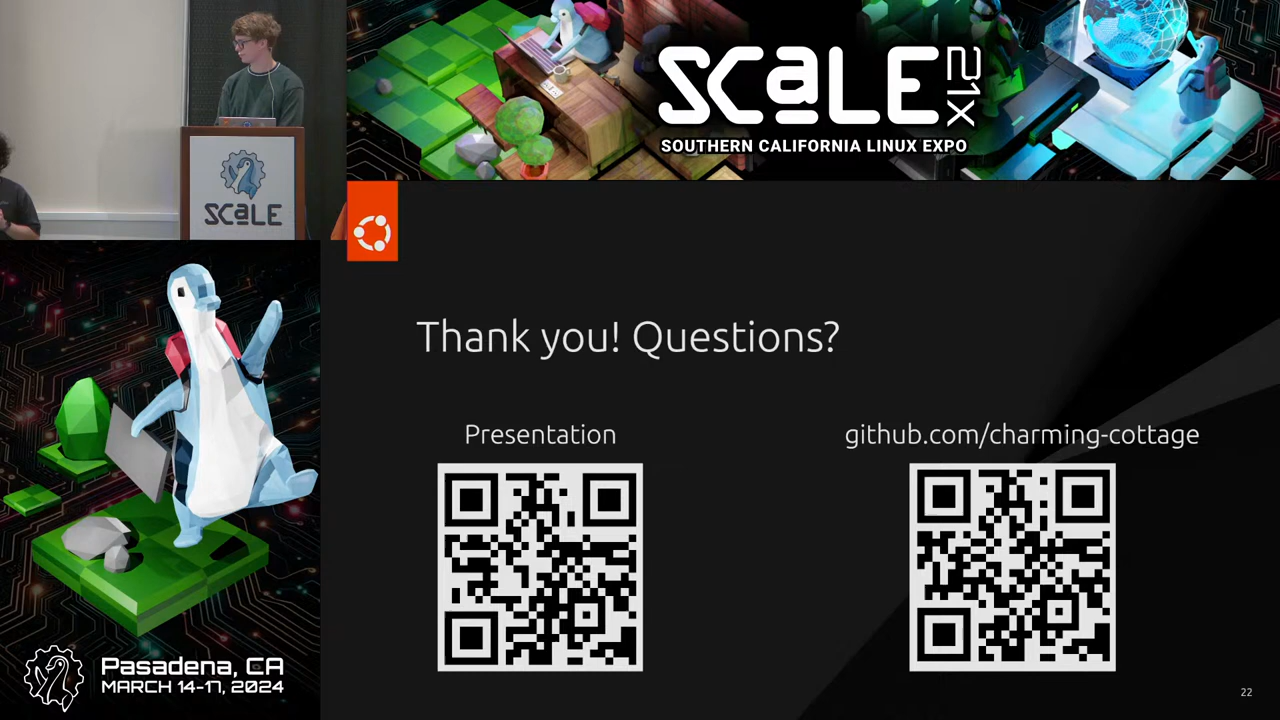 SCaLE 21X
SOUTHERN CALIFORNIA LINUX EXPO
SCaLE
Thank you! Questions?
Presentation
github.com/charming-cottage
Pasadena, CA
MARCH 14-17, 2024
22